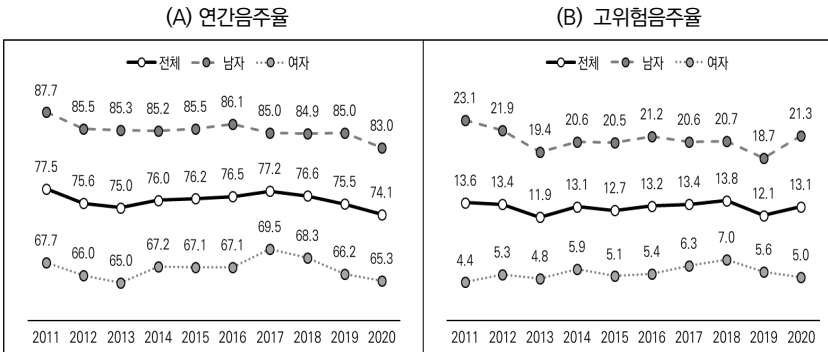 (A) 연간음주율
전체 남자 여자
87.7 85.5 85.3 85.2 85.5 86.1 85.0 84.9 85.0 83.0
77.5 75.6 75.0 76.0 76.2 76.5 77.2 76.6 75.5 74.1
67.7 66.0 65.0 67.2 67.1 67.1 69.5 68.3 66.2 65.3
2011 2012 2013 2014 2015 2016 2017 2018 2019 2020
(B) 고위험음주율
전체 남자 여자
23.1 21.9 19.4 20.6 20.5 21.2 20.6 20.7 18.7 21.3
13.6 13.4 11.9 13.1 12.7 13.2 13.4 13.8 12.1 13.1
4.4 5.3 4.8 5.9 5.1 5.4 6.3 7.0 5.6 5.0
2011 2012 2013 2014 2015 2016 2017 2018 2019 2020